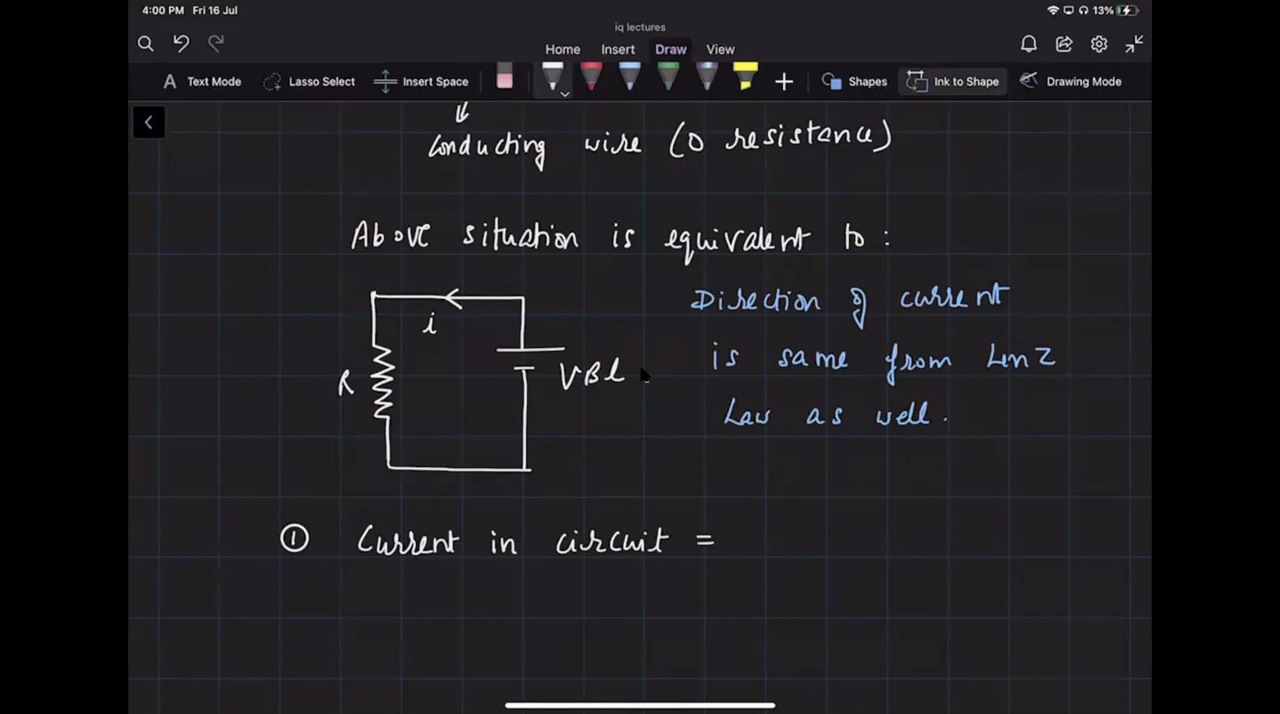 4:00 PM Fri 16 Jul
13%
iq lectures
Home Insert Draw View
Text Mode Lasso Select Insert Space Shapes Ink to Shape Drawing Mode
conducting wire (0 resistance)
Above situation is equivalent to :
i
R
VBl
Direction of current
is same from Lenz
Law as well.
① Current in circuit =